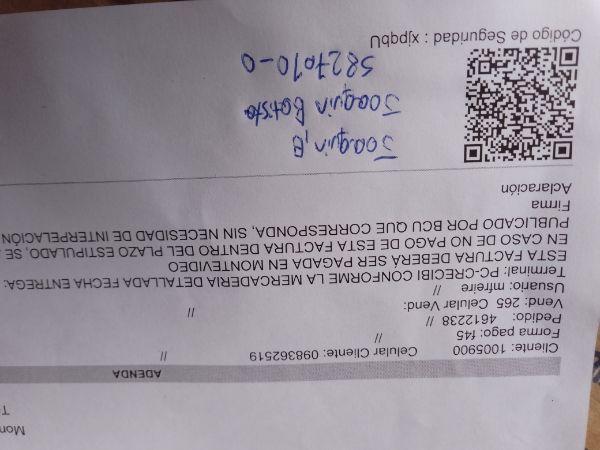 Mon
T
ADENDA
Cliente: 1005900 Celular Cliente: 098362519 //
Forma pago: f45 //
Pedido: 4612238 //
Vend: 265 Celular Vend: //
Usuario: mfreire
Terminal: PC-CRECIBI CONFORME LA MERCADERIA DETALLADA FECHA ENTREGA:
ESTA FACTURA DEBERÁ SER PAGADA EN MONTEVIDEO
EN CASO DE NO PAGO DE ESTA FACTURA DENTRO DEL PLAZO ESTIPULADO, SE
PUBLICADO POR BCU QUE CORRESPONDA, SIN NECESIDAD DE INTERPELACIÓN
Firma
Aclaración
Joaquin, B
Joaquin Batista
5827010-0
Código de Seguridad : xjpqbU